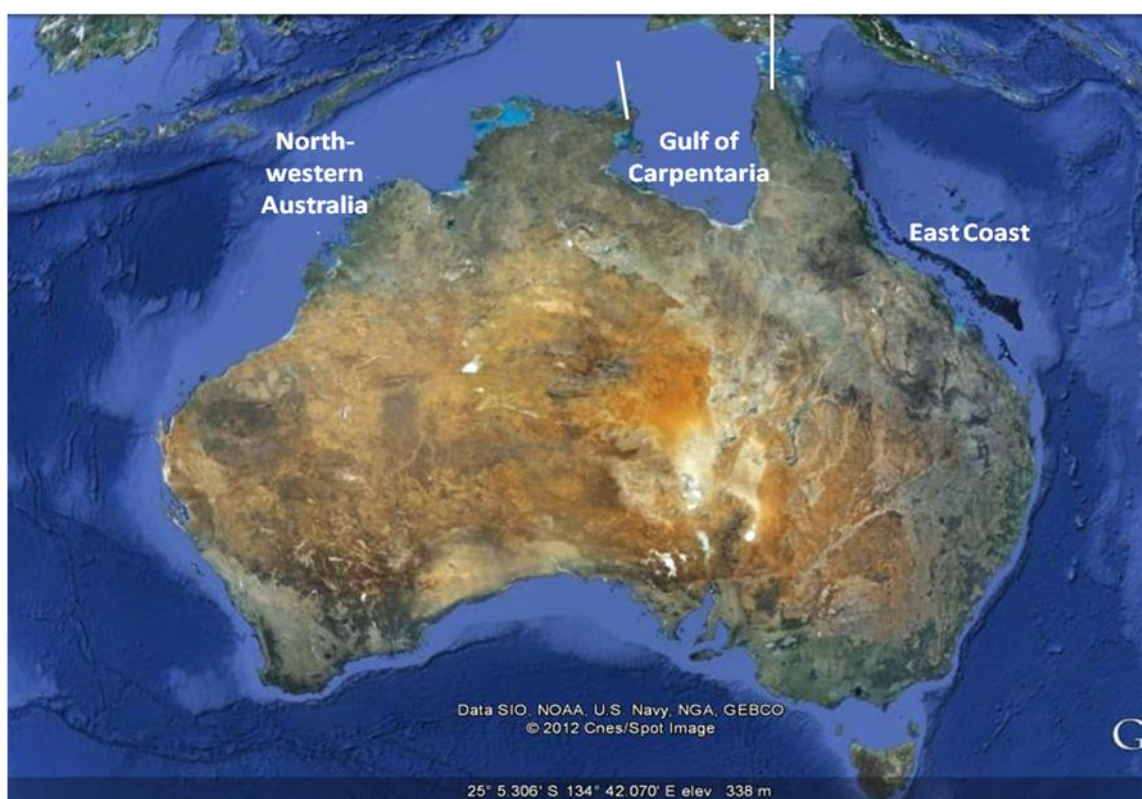 North-
western
Australia
Gulf of
Carpentaria
East Coast
Data SIO, NOAA, U.S. Navy, NGA, GEBCO
© 2012 Cnes/Spot Image
G
25° 5.306' S 134° 42.070' E elev 338 m